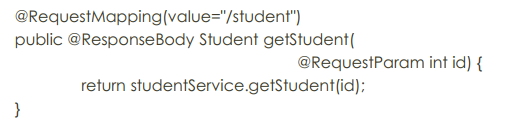 @RequestMapping(value="/student")
public @ResponseBody Student getStudent(
@RequestParam int id) {
return studentService.getStudent(id);
}